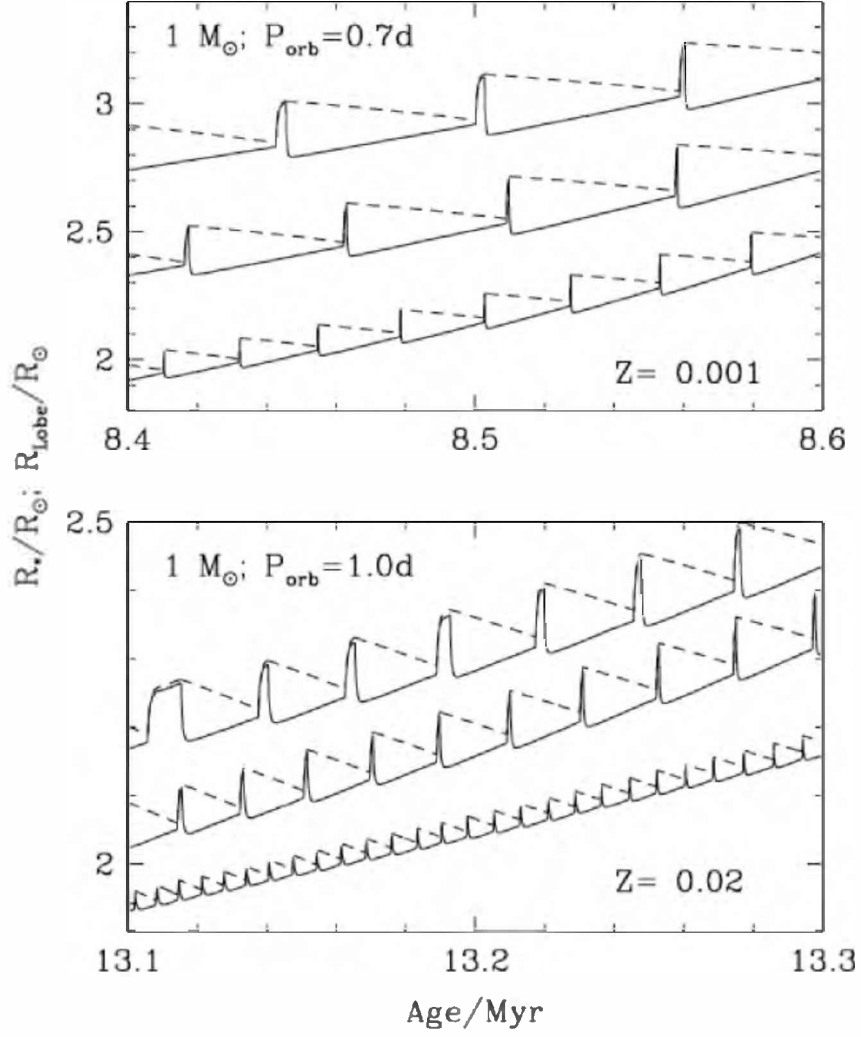 1 M☉; P_orb=0.7d
3
2.5
2
Z= 0.001
8.4 8.5 8.6
R*/R☉; R_Lobe/R☉
2.5
1 M☉; P_orb=1.0d
2
Z= 0.02
13.1 13.2 13.3
Age/Myr